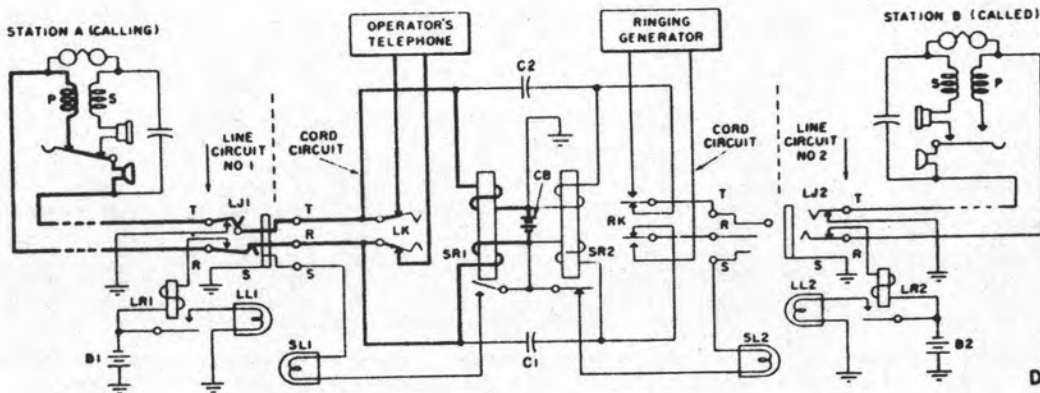 STATION A (CALLING)
OPERATOR'S
TELEPHONE
RINGING
GENERATOR
STATION B (CALLED)
P
S
LINE
CIRCUIT
NO 1
CORD
CIRCUIT
C2
CB
CORD
CIRCUIT
LINE
CIRCUIT
NO 2
S
P
LJ1
T
R
S
T
R
S
LK
SR1
SR2
RK
T
R
S
LJ2
T
R
S
LR1
LL1
LL2
LR2
B1
SL1
C1
SL2
B2
D